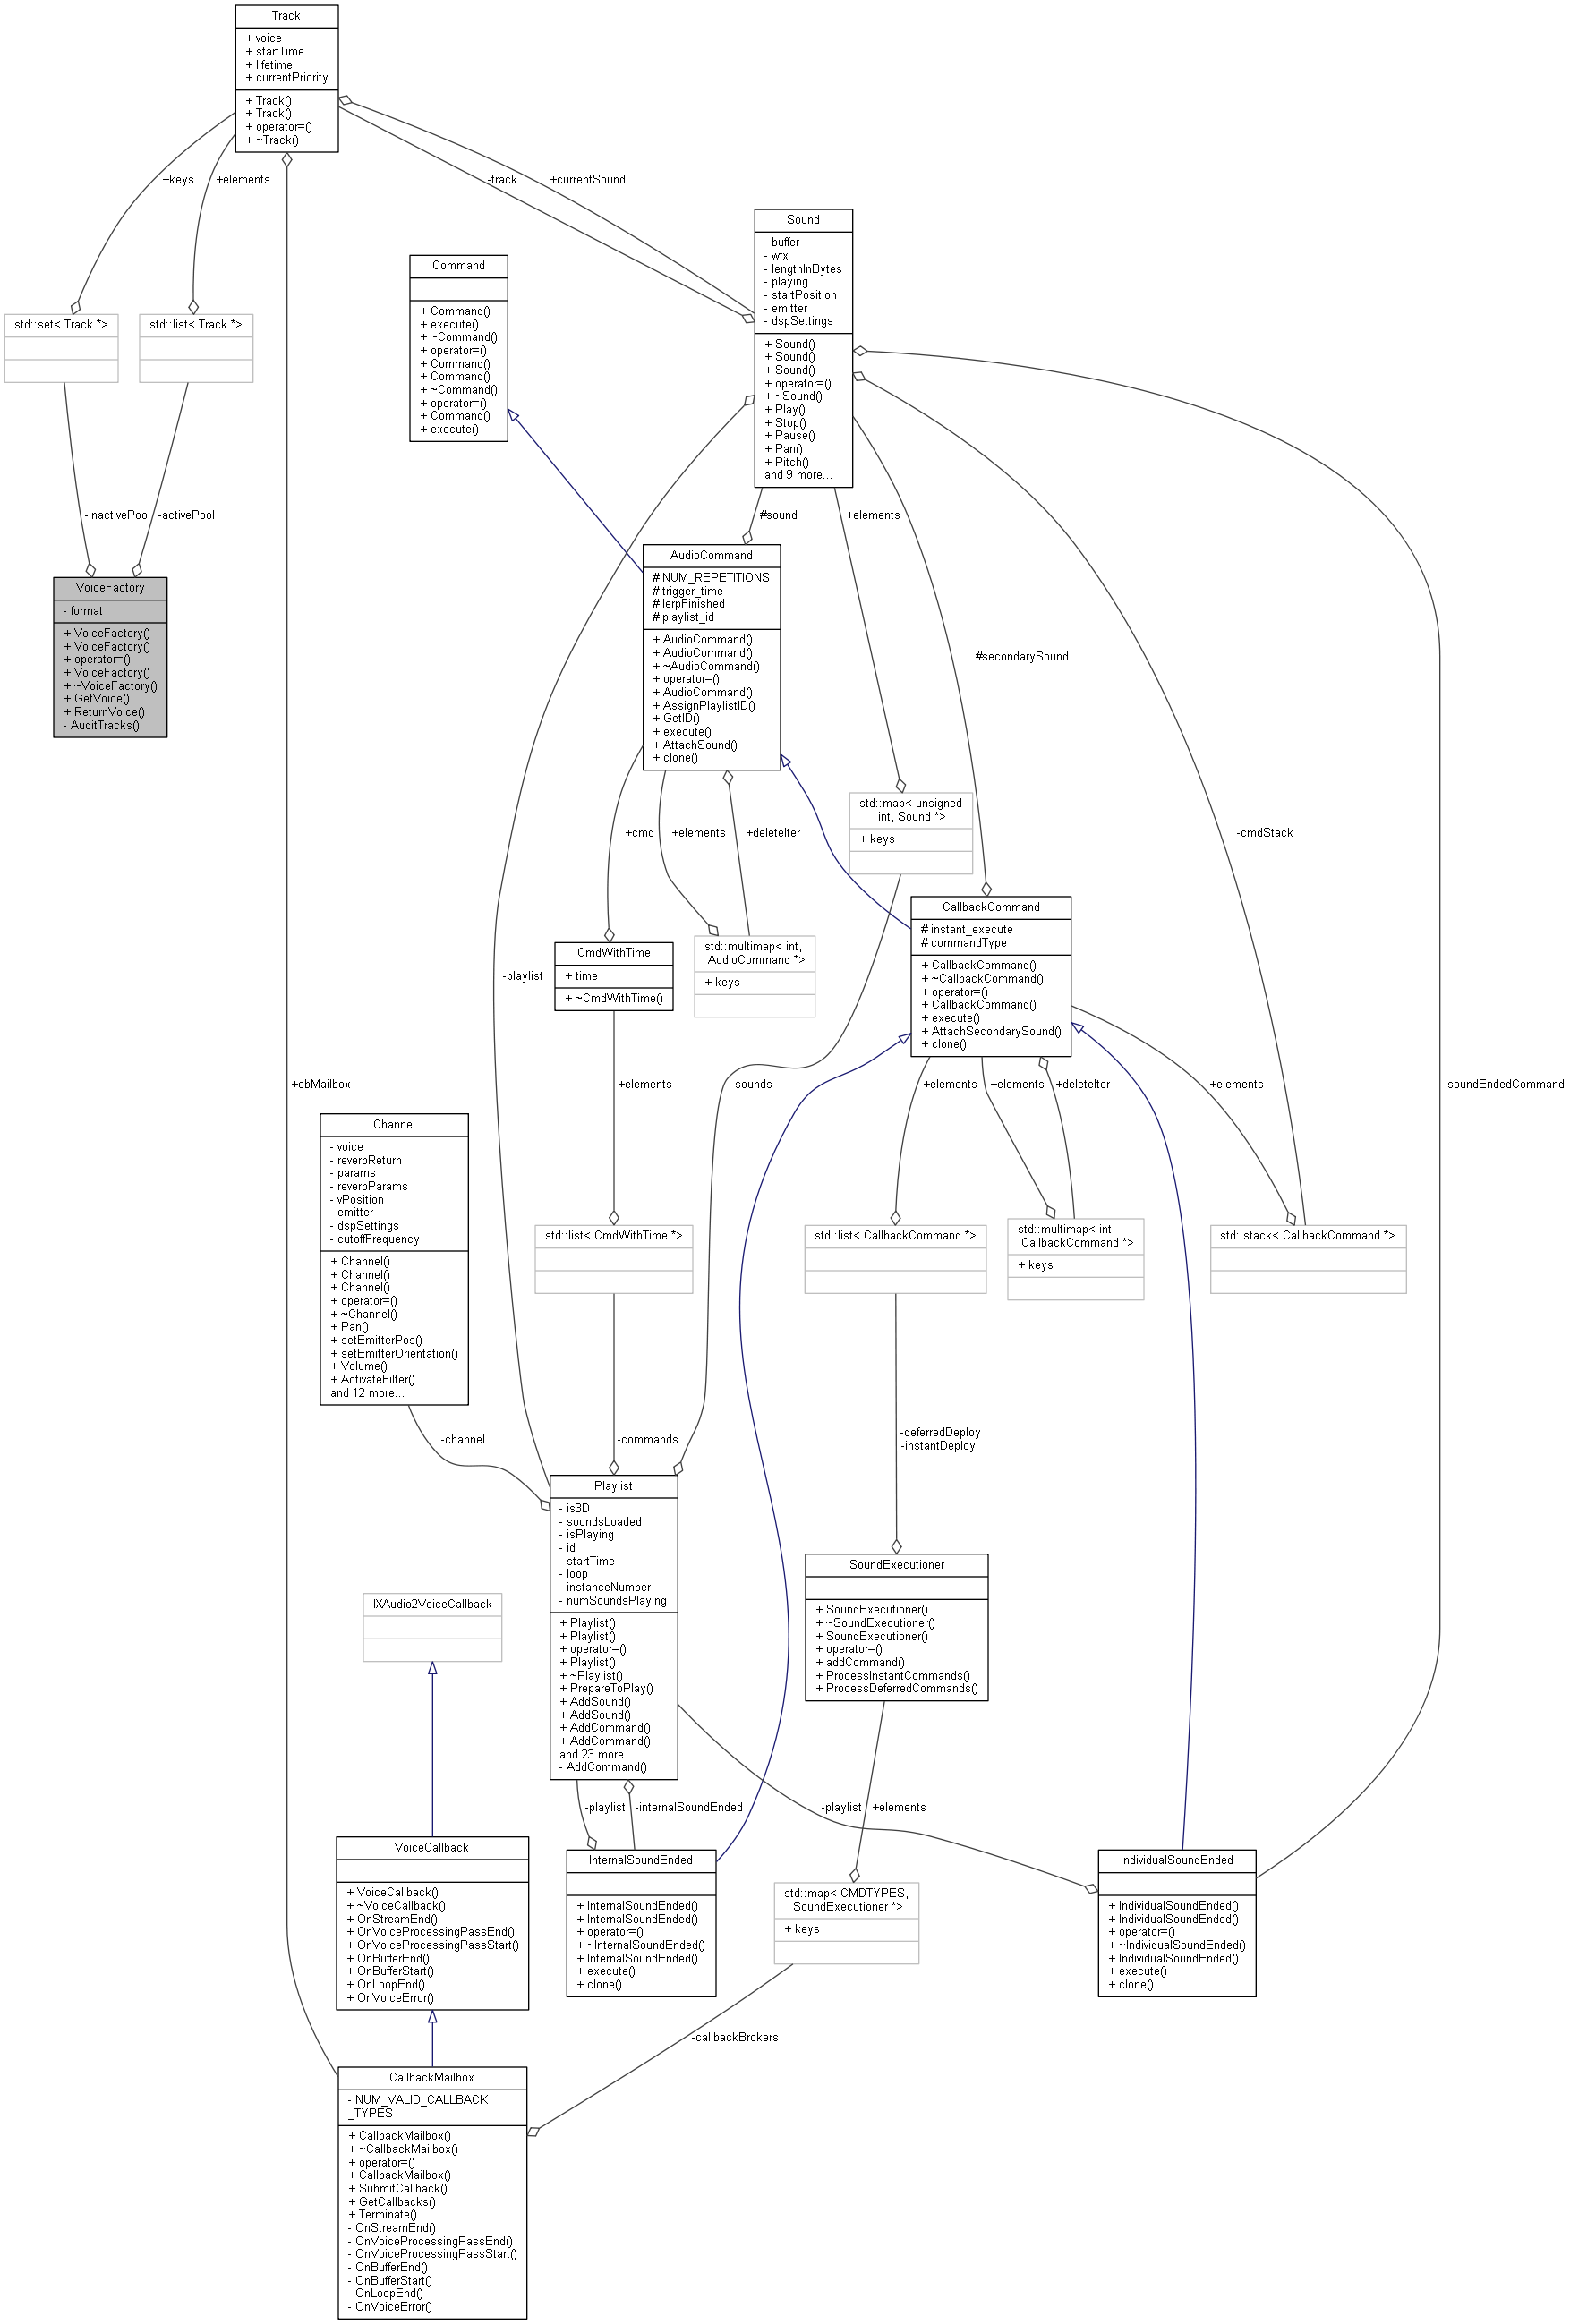 Track
+ voice
+ startTime
+ lifetime
+ currentPriority
+ Track()
+ Track()
+ operator=()
+ ~Track()
+keys
+elements
-track
+currentSound
Sound
- buffer
- wfx
- lengthInBytes
- playing
- startPosition
- emitter
- dspSettings
+ Sound()
+ Sound()
+ Sound()
+ operator=()
+ ~Sound()
+ Play()
+ Stop()
+ Pause()
+ Pan()
+ Pitch()
and 9 more...
Command
+ Command()
+ execute()
+ ~Command()
+ operator=()
+ Command()
+ Command()
+ ~Command()
+ operator=()
+ Command()
+ execute()
std::set< Track *>
std::list< Track *>
-inactivePool
-activePool
#sound
+elements
VoiceFactory
- format
+ VoiceFactory()
+ VoiceFactory()
+ operator=()
+ VoiceFactory()
+ ~VoiceFactory()
+ GetVoice()
+ ReturnVoice()
- AuditTracks()
AudioCommand
# NUM_REPETITIONS
# trigger_time
# lerpFinished
# playlist_id
+ AudioCommand()
+ AudioCommand()
+ ~AudioCommand()
+ operator=()
+ AudioCommand()
+ AssignPlaylistID()
+ GetID()
+ execute()
+ AttachSound()
+ clone()
#secondarySound
+cmd
+elements
+deleteIter
std::map< unsigned
int, Sound *>
+ keys
-cmdStack
CallbackCommand
# instant_execute
# commandType
+ CallbackCommand()
+ ~CallbackCommand()
+ operator=()
+ CallbackCommand()
+ execute()
+ AttachSecondarySound()
+ clone()
CmdWithTime
+ time
+ ~CmdWithTime()
std::multimap< int,
AudioCommand *>
+ keys
-playlist
+cbMailbox
+elements
-sounds
+elements
+elements
+deleteIter
+elements
-soundEndedCommand
Channel
- voice
- reverbReturn
- params
- reverbParams
- vPosition
- emitter
- dspSettings
- cutoffFrequency
+ Channel()
+ Channel()
+ Channel()
+ operator=()
+ ~Channel()
+ Pan()
+ setEmitterPos()
+ setEmitterOrientation()
+ Volume()
+ ActivateFilter()
and 12 more...
std::list< CmdWithTime *>
std::list< CallbackCommand *>
std::multimap< int,
CallbackCommand *>
+ keys
std::stack< CallbackCommand *>
-channel
-commands
-deferredDeploy
-instantDeploy
Playlist
- is3D
- soundsLoaded
- isPlaying
- id
- startTime
- loop
- instanceNumber
- numSoundsPlaying
+ Playlist()
+ Playlist()
+ operator=()
+ Playlist()
+ ~Playlist()
+ PrepareToPlay()
+ AddSound()
+ AddSound()
+ AddCommand()
+ AddCommand()
and 23 more...
- AddCommand()
SoundExecutioner
+ SoundExecutioner()
+ ~SoundExecutioner()
+ SoundExecutioner()
+ operator=()
+ addCommand()
+ ProcessInstantCommands()
+ ProcessDeferredCommands()
IXAudio2VoiceCallback
-playlist
-internalSoundEnded
-playlist
+elements
VoiceCallback
+ VoiceCallback()
+ ~VoiceCallback()
+ OnStreamEnd()
+ OnVoiceProcessingPassEnd()
+ OnVoiceProcessingPassStart()
+ OnBufferEnd()
+ OnBufferStart()
+ OnLoopEnd()
+ OnVoiceError()
InternalSoundEnded
+ InternalSoundEnded()
+ InternalSoundEnded()
+ operator=()
+ ~InternalSoundEnded()
+ InternalSoundEnded()
+ execute()
+ clone()
std::map< CMDTYPES,
SoundExecutioner *>
+ keys
IndividualSoundEnded
+ IndividualSoundEnded()
+ IndividualSoundEnded()
+ operator=()
+ ~IndividualSoundEnded()
+ IndividualSoundEnded()
+ execute()
+ clone()
-callbackBrokers
CallbackMailbox
- NUM_VALID_CALLBACK
_TYPES
+ CallbackMailbox()
+ ~CallbackMailbox()
+ operator=()
+ CallbackMailbox()
+ SubmitCallback()
+ GetCallbacks()
+ Terminate()
- OnStreamEnd()
- OnVoiceProcessingPassEnd()
- OnVoiceProcessingPassStart()
- OnBufferEnd()
- OnBufferStart()
- OnLoopEnd()
- OnVoiceError()